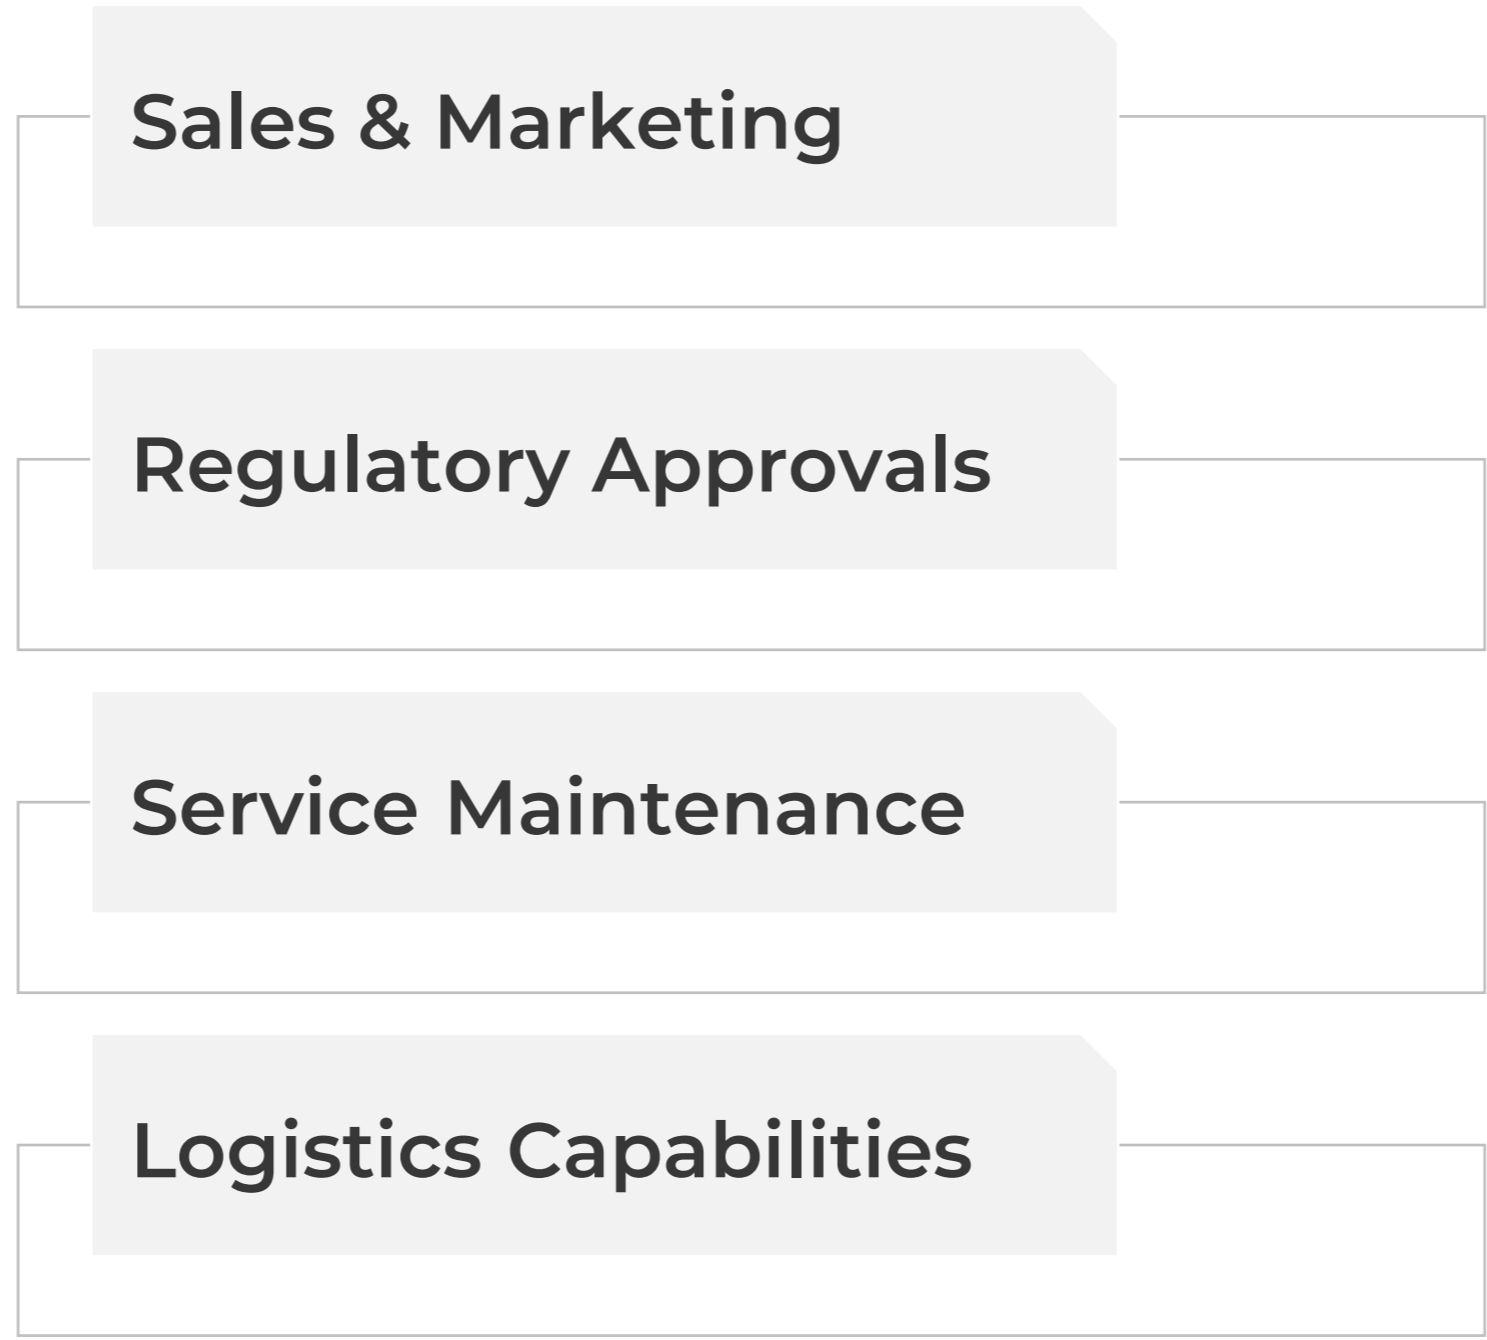 Sales & Marketing
Regulatory Approvals
Service Maintenance
Logistics Capabilities